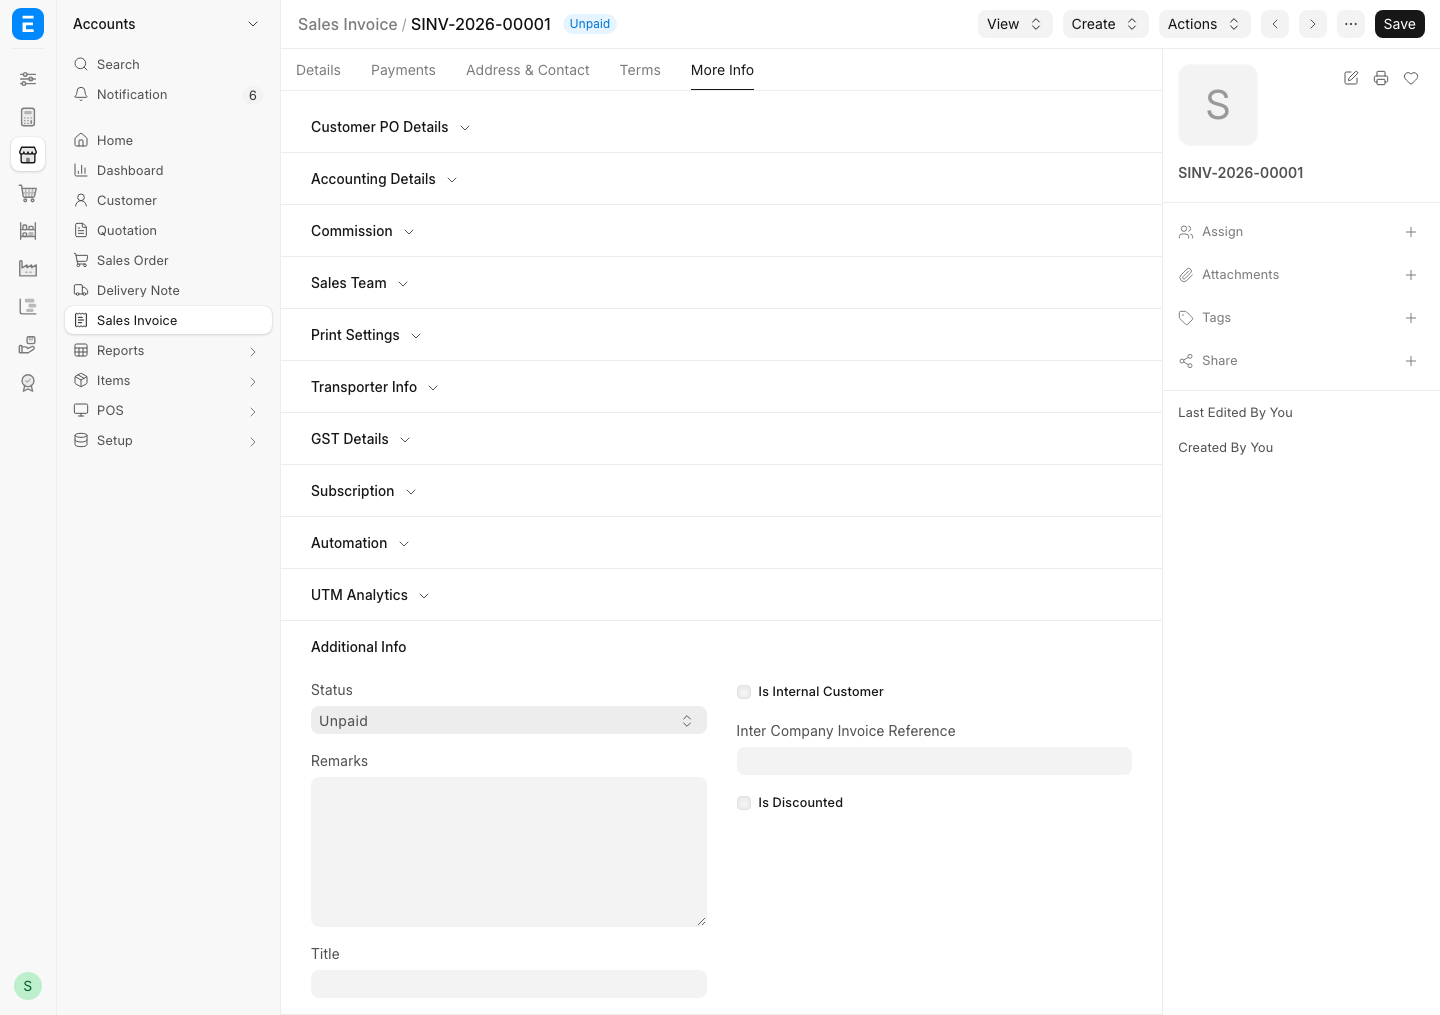 Accounts
Search
Notification 6
Home
Dashboard
Customer
Quotation
Sales Order
Delivery Note
Sales Invoice
Reports
Items
POS
Setup
S
Sales Invoice / SINV-2026-00001 Unpaid
View Create Actions Save
Details Payments Address & Contact Terms More Info
Customer PO Details
Accounting Details
Commission
Sales Team
Print Settings
Transporter Info
GST Details
Subscription
Automation
UTM Analytics
Additional Info
Status
Unpaid
Remarks
Title
Is Internal Customer
Inter Company Invoice Reference
Is Discounted
S
SINV-2026-00001
Assign
Attachments
Tags
Share
Last Edited By You
Created By You